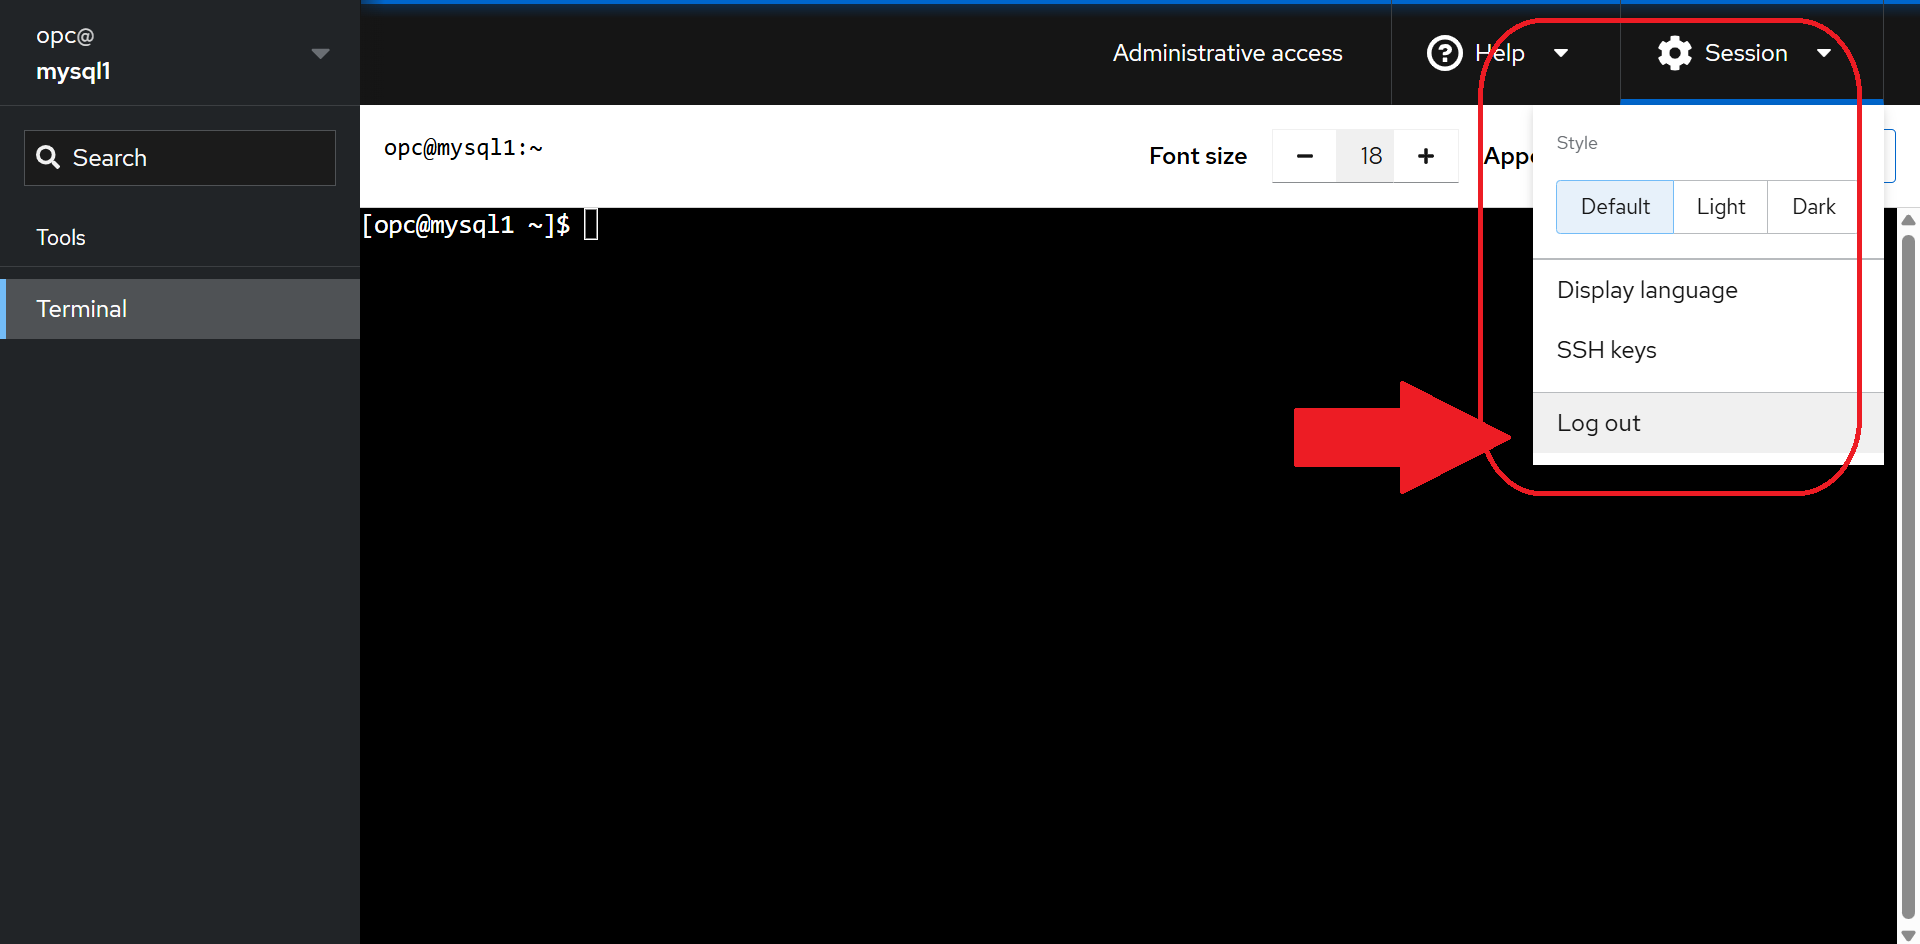 opc@
mysql1
Administrative access
Help
Session
Search
Tools
Terminal
opc@mysql1:~
Font size
18
[opc@mysql1 ~]$
Style
Default
Light
Dark
Display language
SSH keys
Log out